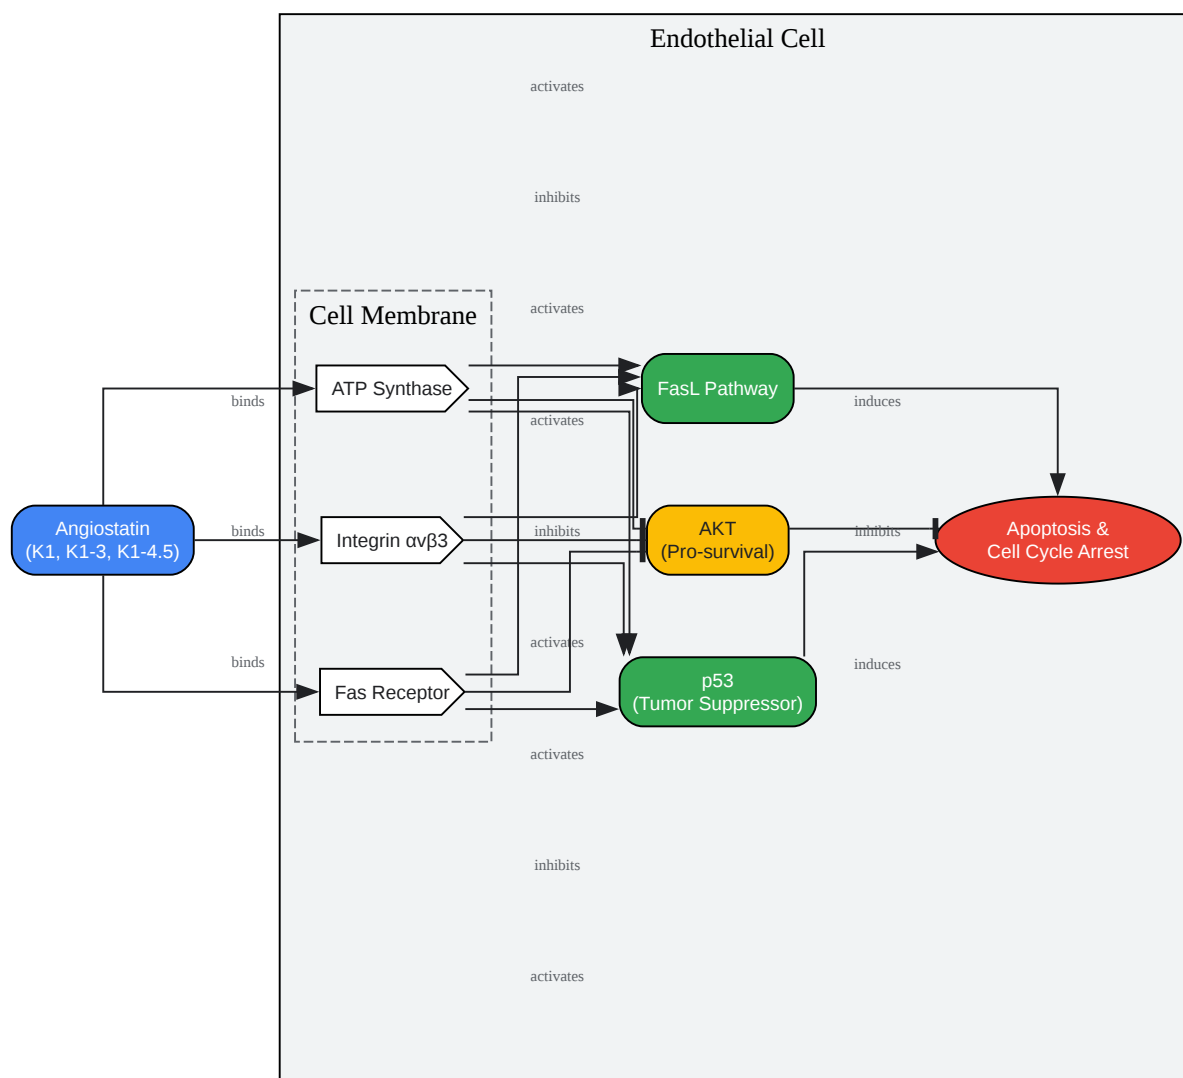 Endothelial Cell
activates
inhibits
activates
Cell Membrane
ATP Synthase
FasL Pathway
binds
induces
activates
Angiostatin
(K1, K1-3, K1-4.5)
binds
Integrin αvβ3
inhibits
AKT
(Pro-survival)
inhibits
Apoptosis &
Cell Cycle Arrest
activates
binds
induces
Fas Receptor
p53
(Tumor Suppressor)
activates
inhibits
activates